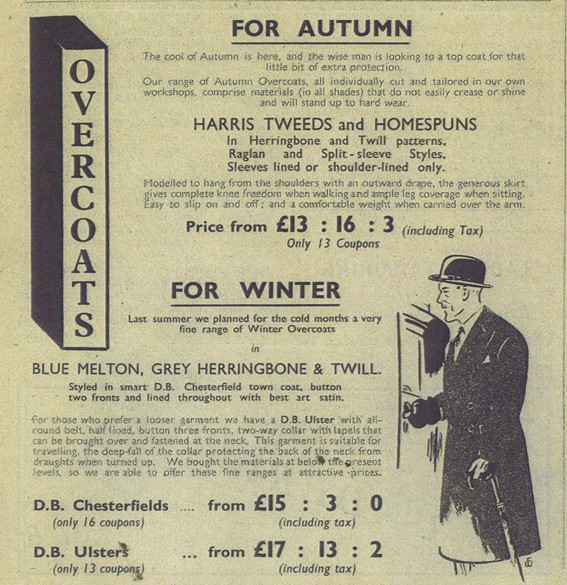 OVERCOATS
FOR AUTUMN
The cool of Autumn is here, and the wise man is looking to a top coat for that
little bit of extra protection.
Our range of Autumn Overcoats, all individually cut and tailored in our own
workshops, comprise materials (in all shades) that do not easily crease or shine
and will stand up to hard wear.
HARRIS TWEEDS and HOMESPUNS
In Herringbone and Twill patterns.
Raglan and Split-sleeve Styles.
Sleeves lined or shoulder-lined only.
Modelled to hang from the shoulders with an outward drape, the generous skirt
gives complete knee freedom when walking and ample leg coverage when sitting.
Easy to slip on and off; and a comfortable weight when carried over the arm.
Price from £13 : 16 : 3 (including Tax)
Only 13 Coupons
FOR WINTER
Last summer we planned for the cold months a very
fine range of Winter Overcoats
in
BLUE MELTON, GREY HERRINGBONE & TWILL.
Styled in smart D.B. Chesterfield town coat, button
two fronts and lined throughout with best art satin.
For those who prefer a looser garment we have a D.B. Ulster with all-
round belt, half lined, button three fronts, two-way collar with lapels that
can be brought over and fastened at the neck. This garment is suitable for
travelling, the deep-fall of the collar protecting the back of the neck from
draughts when turned up. We bought the materials at below the present
levels, so we are able to offer these fine ranges at attractive prices.
D.B. Chesterfields .... from £15 : 3 : 0
(only 16 coupons) (including tax)
D.B. Ulsters ... from £17 : 13 : 2
(only 13 coupons) (including tax)